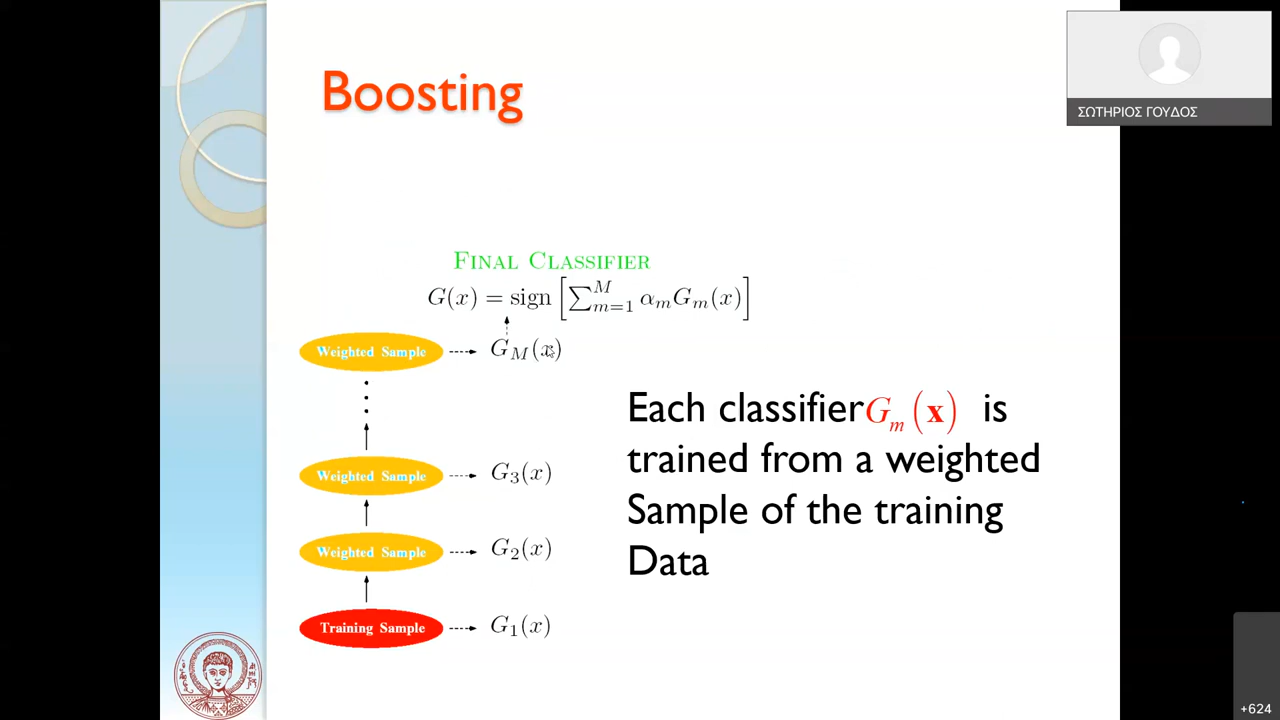 Boosting
ΣΩΤΗΡΙΟΣ ΓΟΥΔΟΣ
FINAL CLASSIFIER
G(x) = sign [∑_{m=1}^{M} α_m G_m(x)]
Weighted Sample
G_M(x)
Each classifier G_m(x) is
trained from a weighted
Sample of the training
Data
Weighted Sample
G_3(x)
Weighted Sample
G_2(x)
Training Sample
G_1(x)
+624